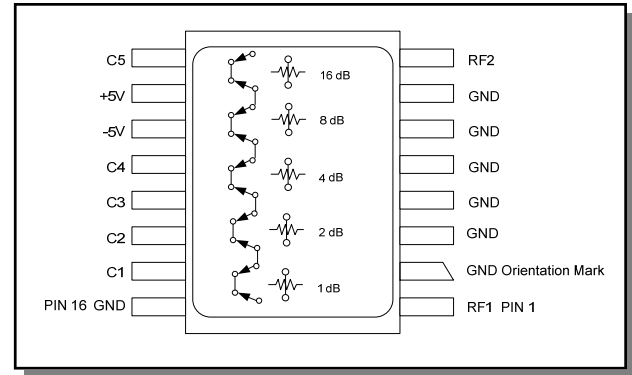 C5
+5V
-5V
C4
C3
C2
C1
PIN 16 GND
16 dB
8 dB
4 dB
2 dB
1 dB
RF2
GND
GND
GND
GND
GND
GND Orientation Mark
RF1 PIN 1